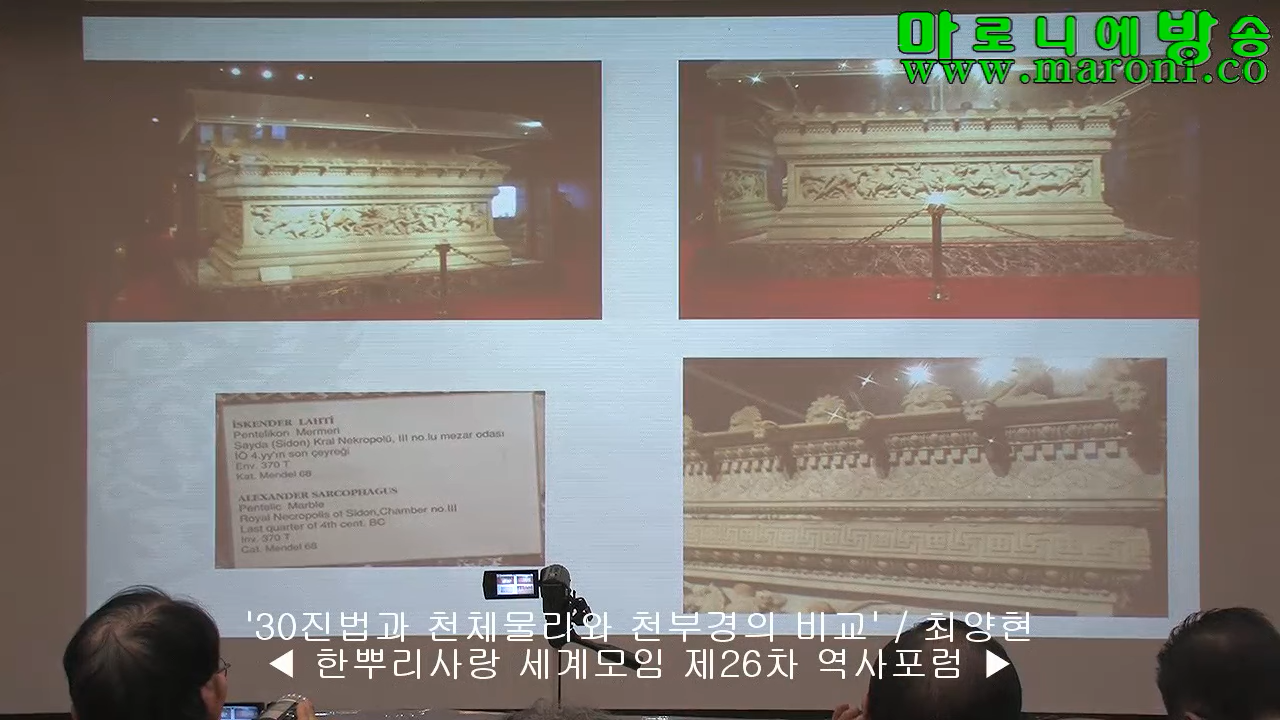 마로니에방송
www.maroni.co
İSKENDER LAHTİ
Pentelikon Mermeri
Sayda (Sidon) Kral Nekropolü, III no.lu mezar odası
İÖ 4.yy'ın son çeyreği
Env. 370 T
Kat. Mendel 68
ALEXANDER SARCOPHAGUS
Pentelic Marble
Royal Necropolis of Sidon,Chamber no.III
Last quarter of 4th cent. BC
Inv. 370 T
Cat. Mendel 68
'30진법과 천체물리와 천부경의 비교' / 최양현
◀ 한뿌리사랑 세계모임 제26차 역사포럼 ▶